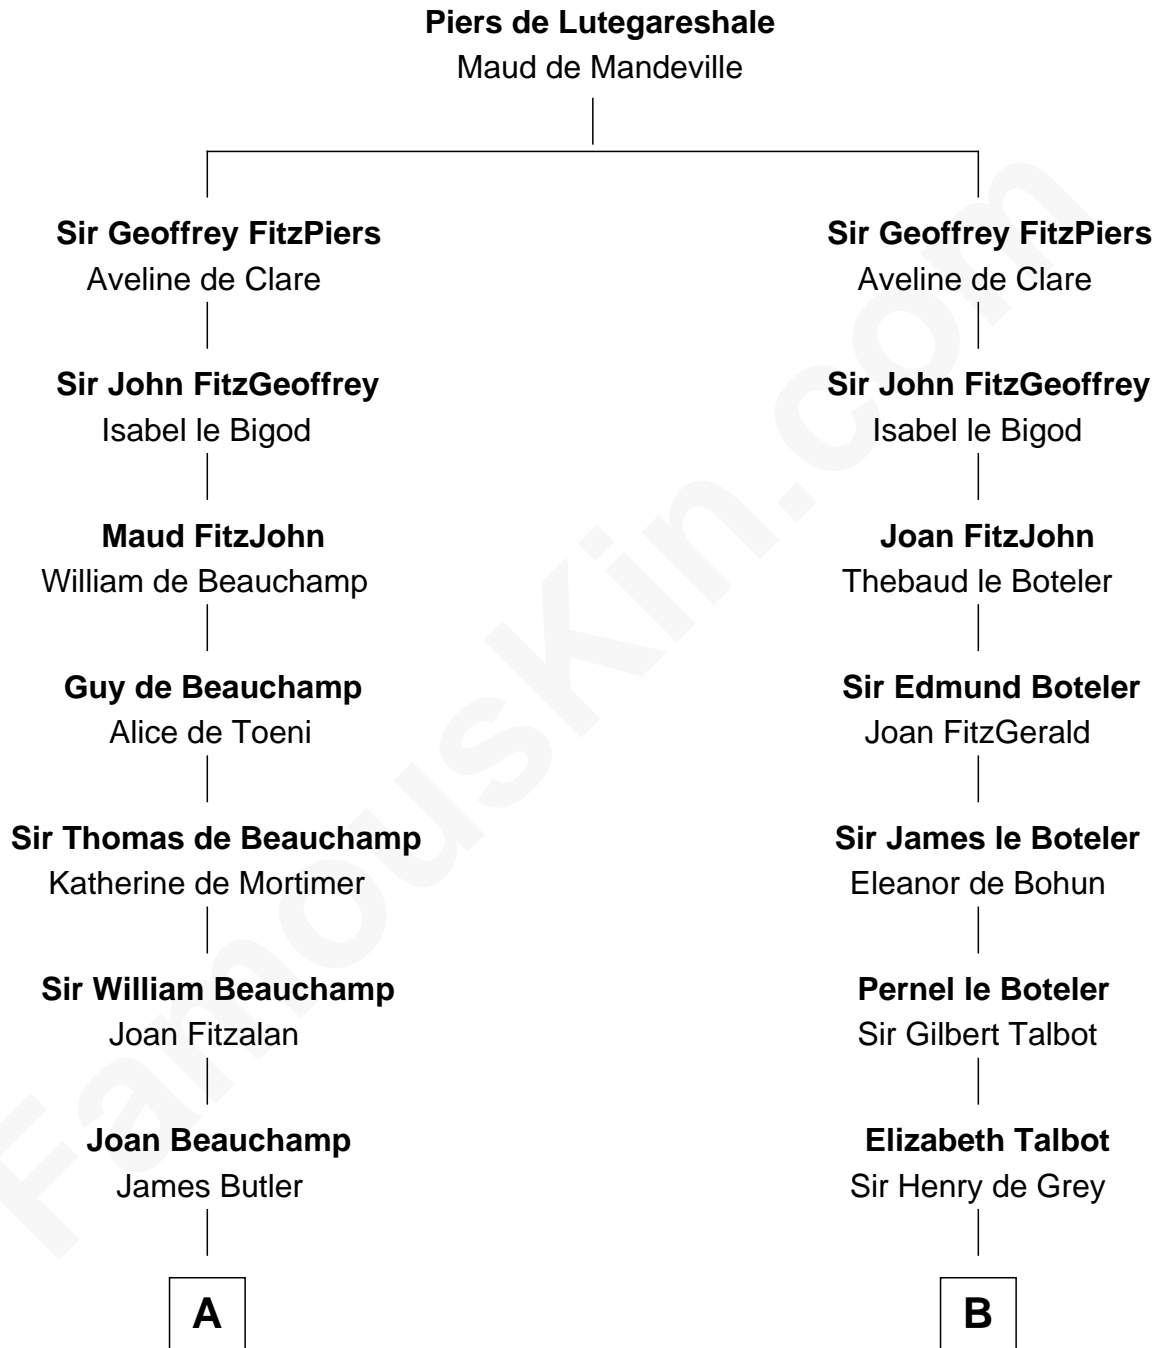 Piers de Lutegareshale
Maud de Mandeville
Sir Geoffrey FitzPiers
Aveline de Clare
Sir John FitzGeoffrey
Isabel le Bigod
Maud FitzJohn
William de Beauchamp
Guy de Beauchamp
Alice de Toeni
Sir Thomas de Beauchamp
Katherine de Mortimer
Sir William Beauchamp
Joan Fitzalan
Joan Beauchamp
James Butler
A
Sir Geoffrey FitzPiers
Aveline de Clare
Sir John FitzGeoffrey
Isabel le Bigod
Joan FitzJohn
Thebaud le Boteler
Sir Edmund Boteler
Joan FitzGerald
Sir James le Boteler
Eleanor de Bohun
Pernel le Boteler
Sir Gilbert Talbot
Elizabeth Talbot
Sir Henry de Grey
B
FamousKin.com